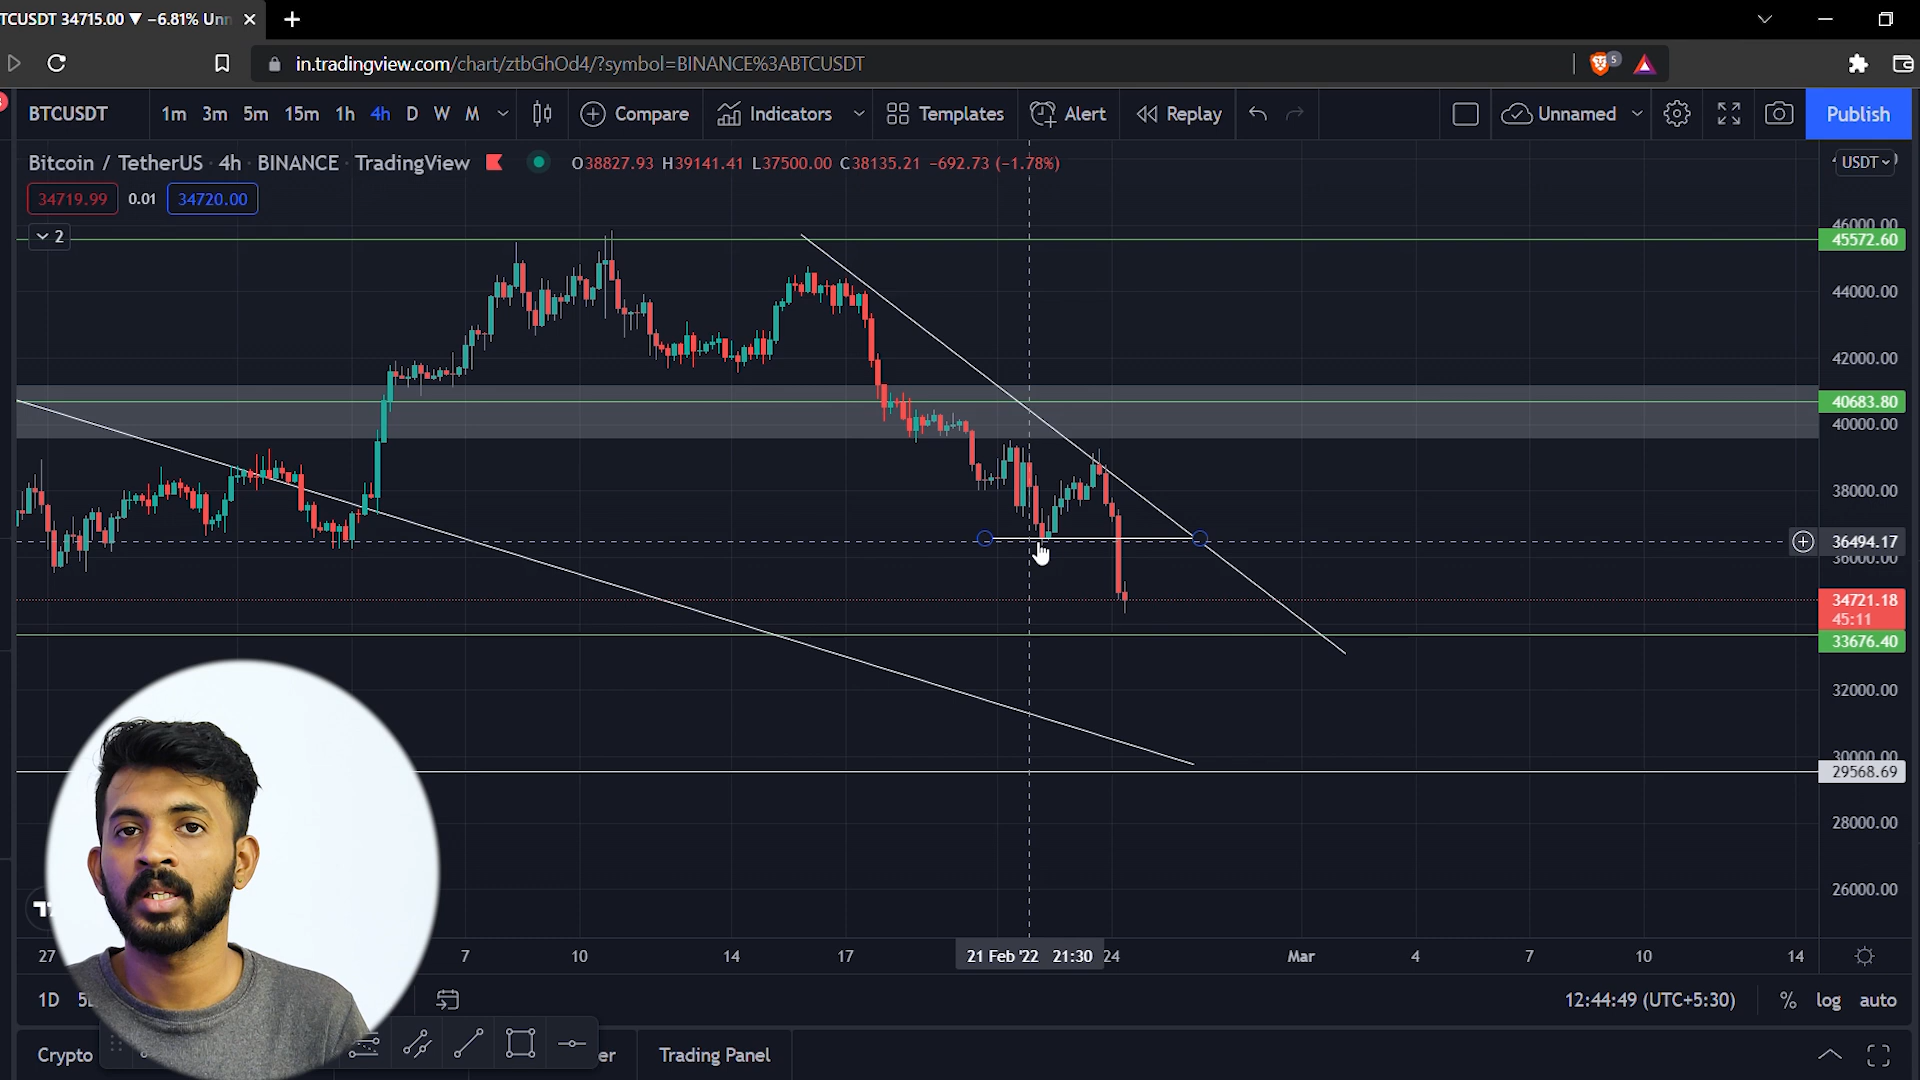 TCUSDT 34715.00 ▼ −6.81% Unn
in.tradingview.com/chart/ztbGhOd4/?symbol=BINANCE%3ABTCUSDT
5
BTCUSDT 1m 3m 5m 15m 1h 4h D W M Compare Indicators Templates Alert Replay Unnamed Publish
Bitcoin / TetherUS · 4h · BINANCE · TradingView O38827.93 H39141.41 L37500.00 C38135.21 −692.73 (−1.78%)
USDT
34719.99 0.01 34720.00
2
46000.00
45572.60
44000.00
42000.00
40683.80
40000.00
38000.00
36494.17
36000.00
34721.18
45:11
33676.40
32000.00
30000.00
29568.69
28000.00
26000.00
27 7 10 14 17 21 Feb '22 21:30 24 Mar 4 7 10 14
1D 12:44:49 (UTC+5:30) % log auto
Crypto er Trading Panel